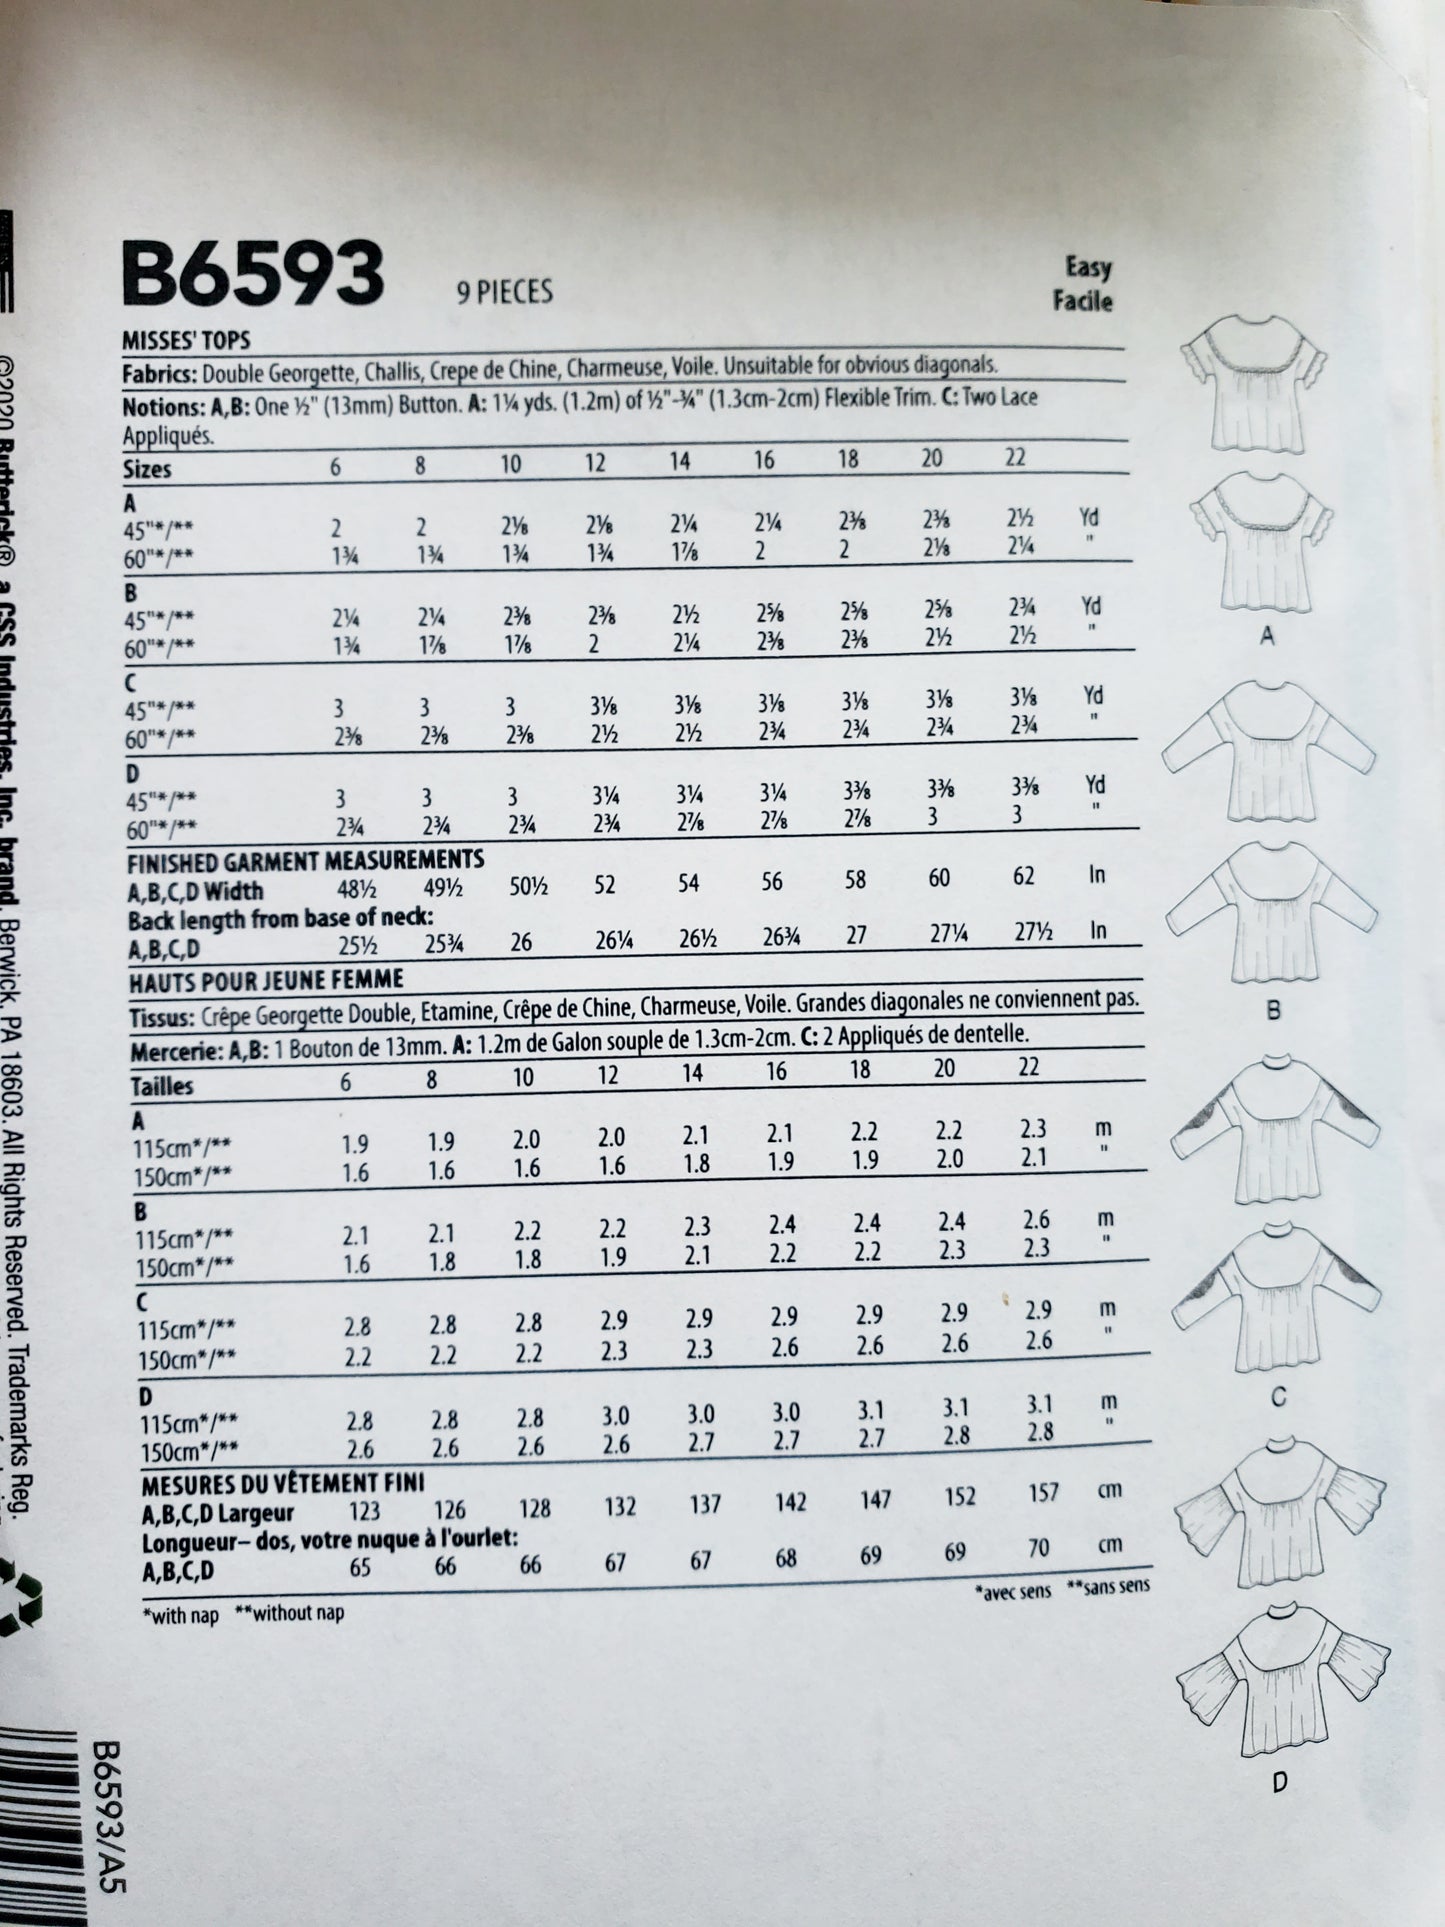 B6593 9 PIECES Easy
Facile
MISSES' TOPS
Fabrics: Double Georgette, Challis, Crepe de Chine, Charmeuse, Voile. Unsuitable for obvious diagonals.
Notions: A,B: One ½" (13mm) Button. A: 1¼ yds. (1.2m) of ½"-¾" (1.3cm-2cm) Flexible Trim. C: Two Lace
Appliqués.
Sizes 6 8 10 12 14 16 18 20 22
A
45"*/** 2 2 2⅛ 2⅛ 2¼ 2¼ 2⅜ 2⅜ 2½ Yd
60"*/** 1¾ 1¾ 1¾ 1¾ 1⅞ 2 2 2⅛ 2¼ "
B
45"*/** 2¼ 2¼ 2⅜ 2⅜ 2½ 2⅝ 2⅝ 2⅝ 2¾ Yd
60"*/** 1¾ 1⅞ 1⅞ 2 2¼ 2⅜ 2⅜ 2½ 2½ "
C
45"*/** 3 3 3 3⅛ 3⅛ 3⅛ 3⅛ 3⅛ 3⅛ Yd
60"*/** 2⅜ 2⅜ 2⅜ 2½ 2½ 2¾ 2¾ 2¾ 2¾ "
D
45"*/** 3 3 3 3¼ 3¼ 3¼ 3⅜ 3⅜ 3⅜ Yd
60"*/** 2¾ 2¾ 2¾ 2¾ 2⅞ 2⅞ 2⅞ 3 3 "
FINISHED GARMENT MEASUREMENTS
A,B,C,D Width 48½ 49½ 50½ 52 54 56 58 60 62 In
Back length from base of neck:
A,B,C,D 25½ 25¾ 26 26¼ 26½ 26¾ 27 27¼ 27½ In
HAUTS POUR JEUNE FEMME
Tissus: Crêpe Georgette Double, Etamine, Crêpe de Chine, Charmeuse, Voile. Grandes diagonales ne conviennent pas.
Mercerie: A,B: 1 Bouton de 13mm. A: 1.2m de Galon souple de 1.3cm-2cm. C: 2 Appliqués de dentelle.
Tailles 6 8 10 12 14 16 18 20 22
A
115cm*/** 1.9 1.9 2.0 2.0 2.1 2.1 2.2 2.2 2.3 m
150cm*/** 1.6 1.6 1.6 1.6 1.8 1.9 1.9 2.0 2.1 "
B
115cm*/** 2.1 2.1 2.2 2.2 2.3 2.4 2.4 2.4 2.6 m
150cm*/** 1.6 1.8 1.8 1.9 2.1 2.2 2.2 2.3 2.3 "
C
115cm*/** 2.8 2.8 2.8 2.9 2.9 2.9 2.9 2.9 2.9 m
150cm*/** 2.2 2.2 2.2 2.3 2.3 2.6 2.6 2.6 2.6 "
D
115cm*/** 2.8 2.8 2.8 3.0 3.0 3.0 3.1 3.1 3.1 m
150cm*/** 2.6 2.6 2.6 2.6 2.7 2.7 2.7 2.8 2.8 "
MESURES DU VÊTEMENT FINI
A,B,C,D Largeur 123 126 128 132 137 142 147 152 157 cm
Longueur– dos, votre nuque à l'ourlet:
A,B,C,D 65 66 66 67 67 68 69 69 70 cm
*with nap **without nap *avec sens **sans sens
A
B
C
D
©2020 Butterick® a CSS Industries, Inc. brand. Berwick, PA 18603. All Rights Reserved. Trademarks Reg.
B6593/A5